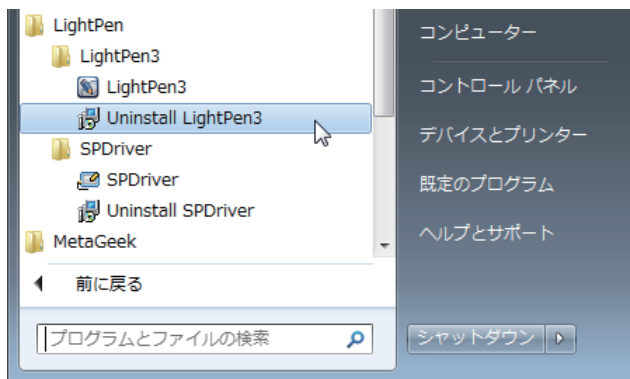 LightPen
LightPen3
LightPen3
Uninstall LightPen3
SPDriver
SPDriver
Uninstall SPDriver
MetaGeek
前に戻る
プログラムとファイルの検索
コンピューター
コントロール パネル
デバイスとプリンター
既定のプログラム
ヘルプとサポート
シャットダウン